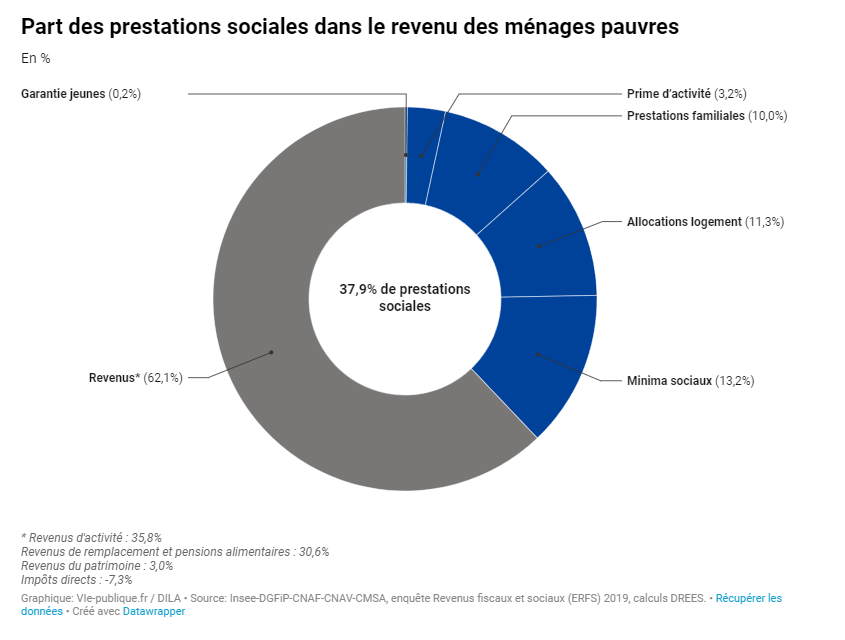 Part des prestations sociales dans le revenu des ménages pauvres
En %
Garantie jeunes (0,2%)
Prime d'activité (3,2%)
Prestations familiales (10,0%)
Allocations logement (11,3%)
37,9% de prestations
sociales
Revenus* (62,1%)
Minima sociaux (13,2%)
* Revenus d'activité : 35,8%
Revenus de remplacement et pensions alimentaires : 30,6%
Revenus du patrimoine : 3,0%
Impôts directs : -7,3%
Graphique: VIe-publique.fr / DILA • Source: Insee-DGFiP-CNAF-CNAV-CMSA, enquête Revenus fiscaux et sociaux (ERFS) 2019, calculs DREES. • Récupérer les
données • Créé avec Datawrapper